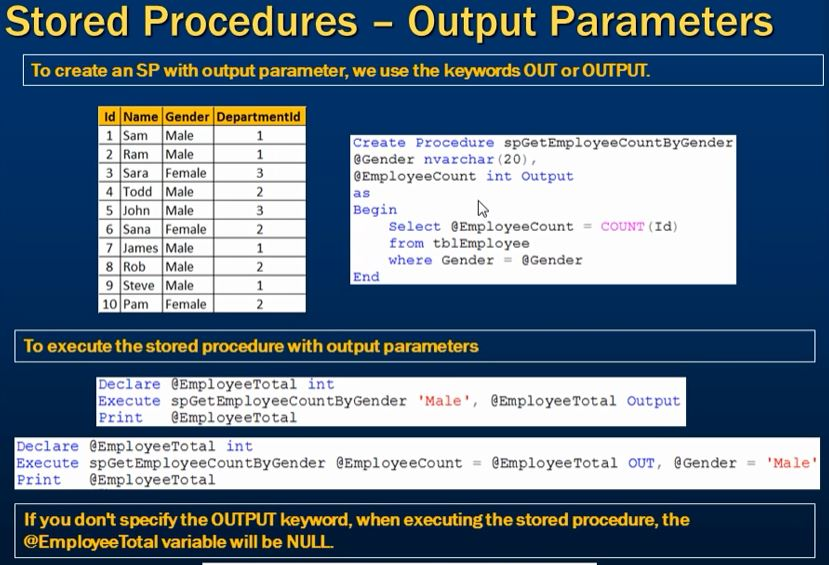 Stored Procedures – Output Parameters
To create an SP with output parameter, we use the keywords OUT or OUTPUT.
Id Name Gender DepartmentId
1 Sam Male 1
2 Ram Male 1
3 Sara Female 3
4 Todd Male 2
5 John Male 3
6 Sana Female 2
7 James Male 1
8 Rob Male 2
9 Steve Male 1
10 Pam Female 2
Create Procedure spGetEmployeeCountByGender
@Gender nvarchar(20),
@EmployeeCount int Output
as
Begin
Select @EmployeeCount = COUNT(Id)
from tblEmployee
where Gender = @Gender
End
To execute the stored procedure with output parameters
Declare @EmployeeTotal int
Execute spGetEmployeeCountByGender 'Male', @EmployeeTotal Output
Print @EmployeeTotal
Declare @EmployeeTotal int
Execute spGetEmployeeCountByGender @EmployeeCount = @EmployeeTotal OUT, @Gender = 'Male'
Print @EmployeeTotal
If you don't specify the OUTPUT keyword, when executing the stored procedure, the
@EmployeeTotal variable will be NULL.